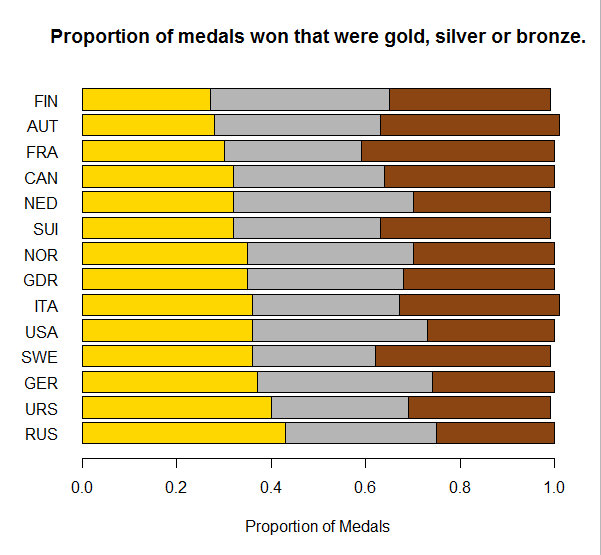 Proportion of medals won that were gold, silver or bronze.
FIN
AUT
FRA
CAN
NED
SUI
NOR
GDR
ITA
USA
SWE
GER
URS
RUS
0.0 0.2 0.4 0.6 0.8 1.0
Proportion of Medals